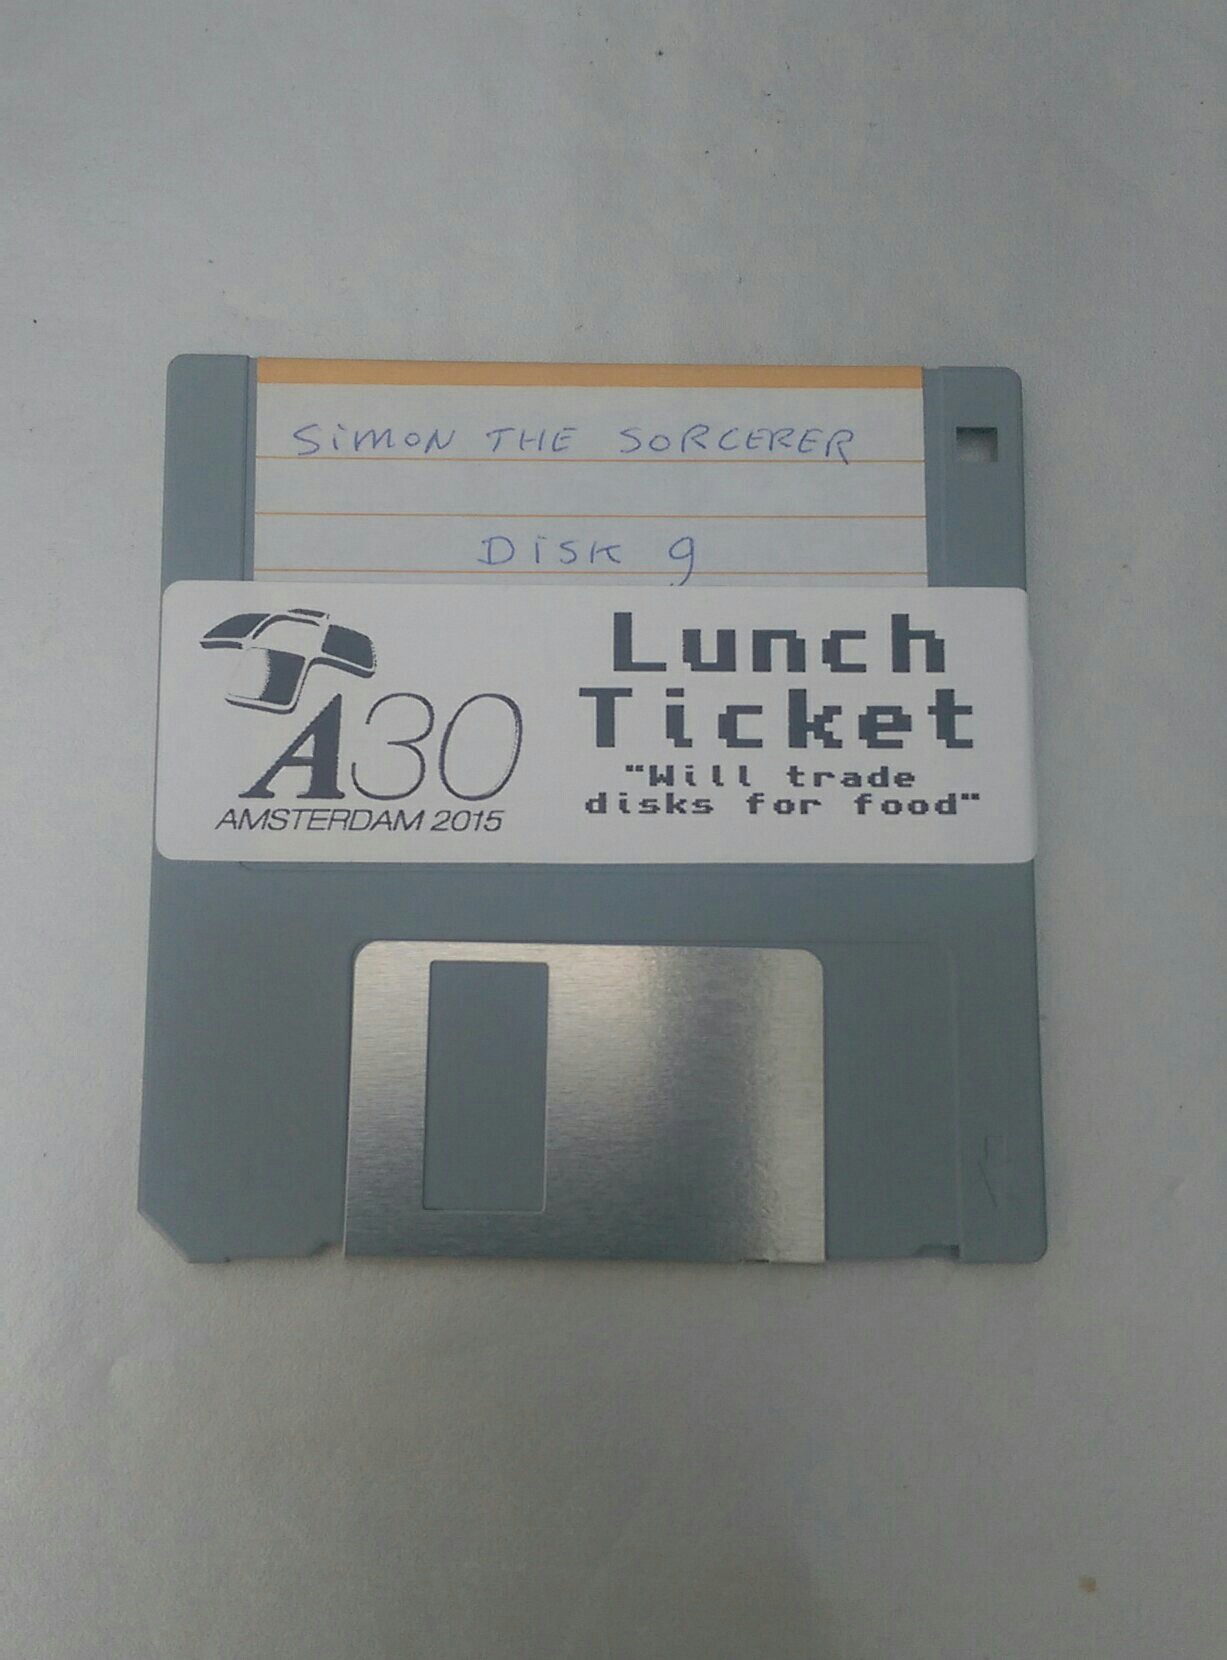 SiMON THE SORCERER
DiSK 9
A30
AMSTERDAM 2015
Lunch
Ticket
"Will trade
disks for food"